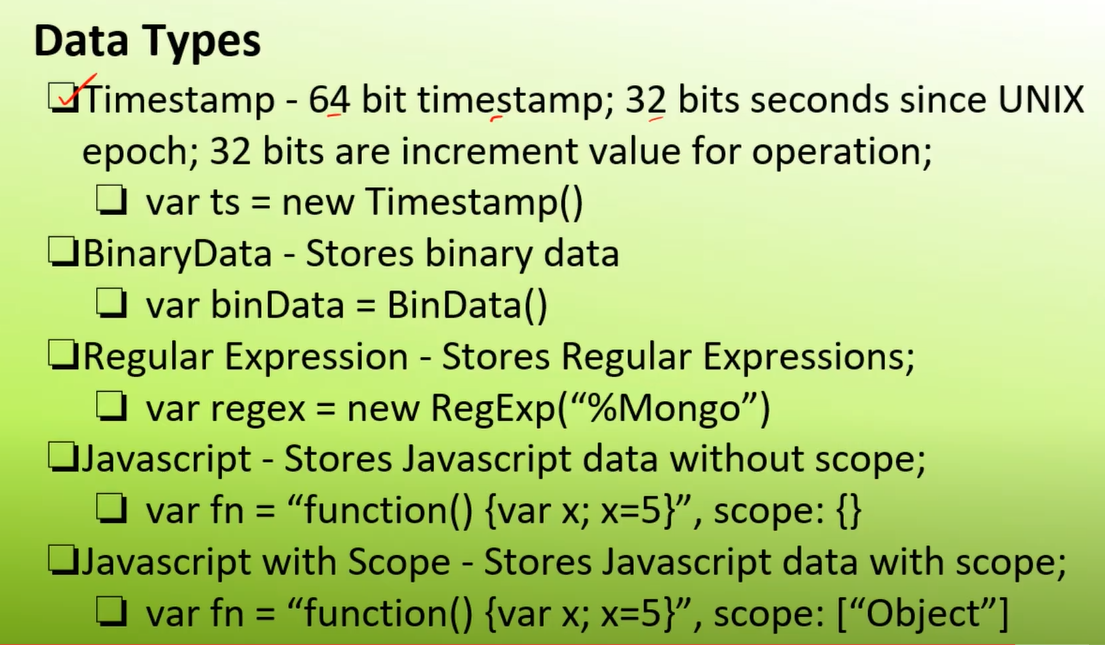 Data Types
Timestamp - 64 bit timestamp; 32 bits seconds since UNIX
epoch; 32 bits are increment value for operation;
var ts = new Timestamp()
BinaryData - Stores binary data
var binData = BinData()
Regular Expression - Stores Regular Expressions;
var regex = new RegExp(“%Mongo”)
Javascript - Stores Javascript data without scope;
var fn = “function() {var x; x=5}”, scope: {}
Javascript with Scope - Stores Javascript data with scope;
var fn = “function() {var x; x=5}”, scope: [“Object”]